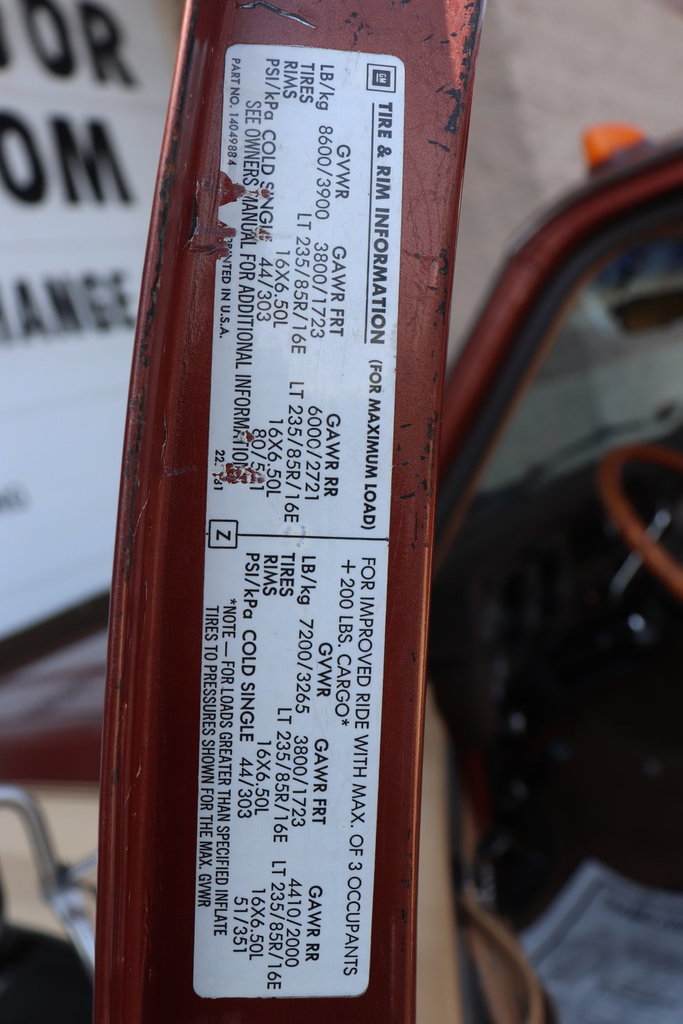 GM TIRE & RIM INFORMATION (FOR MAXIMUM LOAD)
GVWR GAWR FRT GAWR RR
LB/kg 8600/3900 3800/1723 6000/2721
TIRES LT 235/85R/16E LT 235/85R/16E
RIMS 16X6.50L 16X6.50L
PSI/kPa COLD SINGLE 44/303 80/551
SEE OWNERS MANUAL FOR ADDITIONAL INFORMATION
PART NO. 14049884 PRINTED IN U.S.A.
Z
FOR IMPROVED RIDE WITH MAX. OF 3 OCCUPANTS
+ 200 LBS. CARGO*
GVWR GAWR FRT GAWR RR
LB/kg 7200/3265 3800/1723 4410/2000
TIRES LT 235/85R/16E LT 235/85R/16E
RIMS 16X6.50L 16X6.50L
PSI/kPa COLD SINGLE 44/303 51/351
*NOTE — FOR LOADS GREATER THAN SPECIFIED INFLATE
TIRES TO PRESSURES SHOWN FOR THE MAX. GVWR